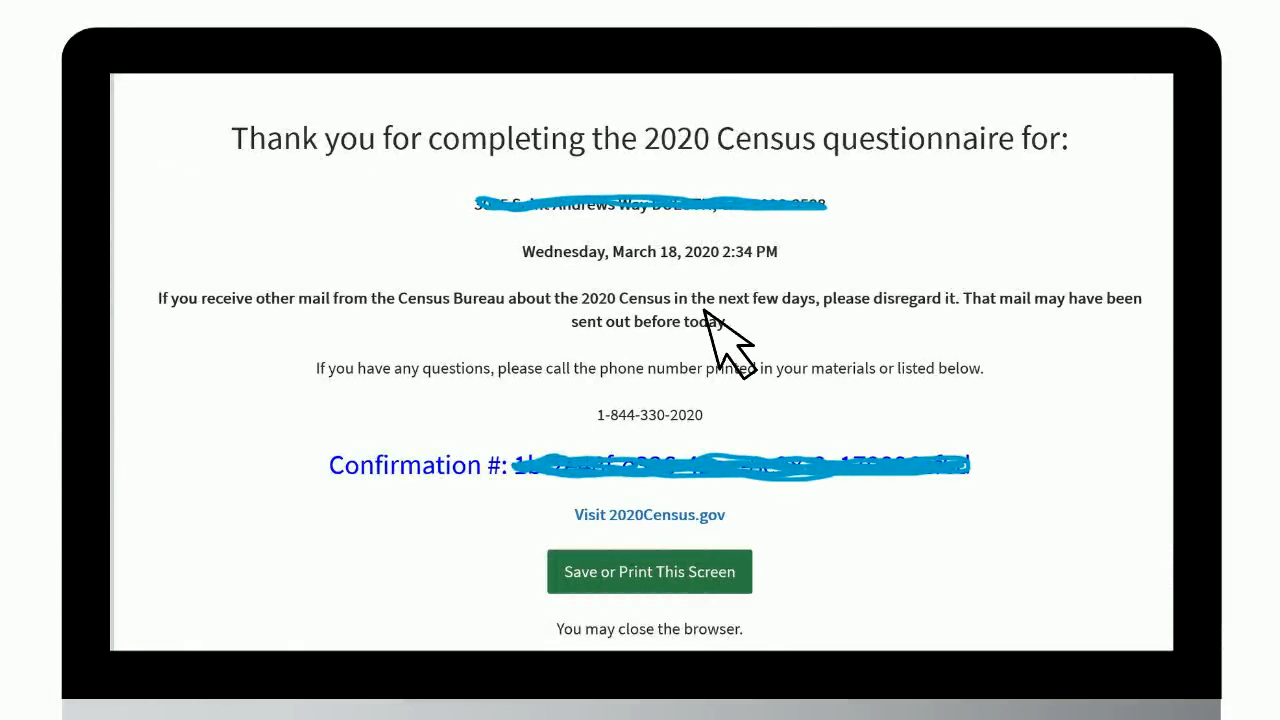 Thank you for completing the 2020 Census questionnaire for:
Wednesday, March 18, 2020 2:34 PM
If you receive other mail from the Census Bureau about the 2020 Census in the next few days, please disregard it. That mail may have been
sent out before today.
If you have any questions, please call the phone number printed in your materials or listed below.
1-844-330-2020
Confirmation #:
Visit 2020Census.gov
Save or Print This Screen
You may close the browser.